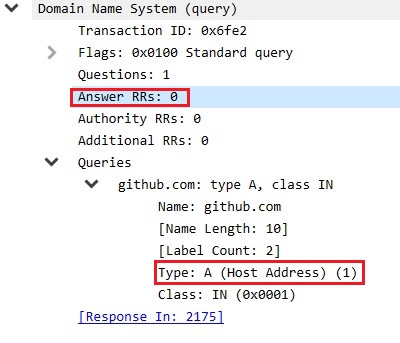 Domain Name System (query)
Transaction ID: 0x6fe2
Flags: 0x0100 Standard query
Questions: 1
Answer RRs: 0
Authority RRs: 0
Additional RRs: 0
Queries
github.com: type A, class IN
Name: github.com
[Name Length: 10]
[Label Count: 2]
Type: A (Host Address) (1)
Class: IN (0x0001)
[Response In: 2175]